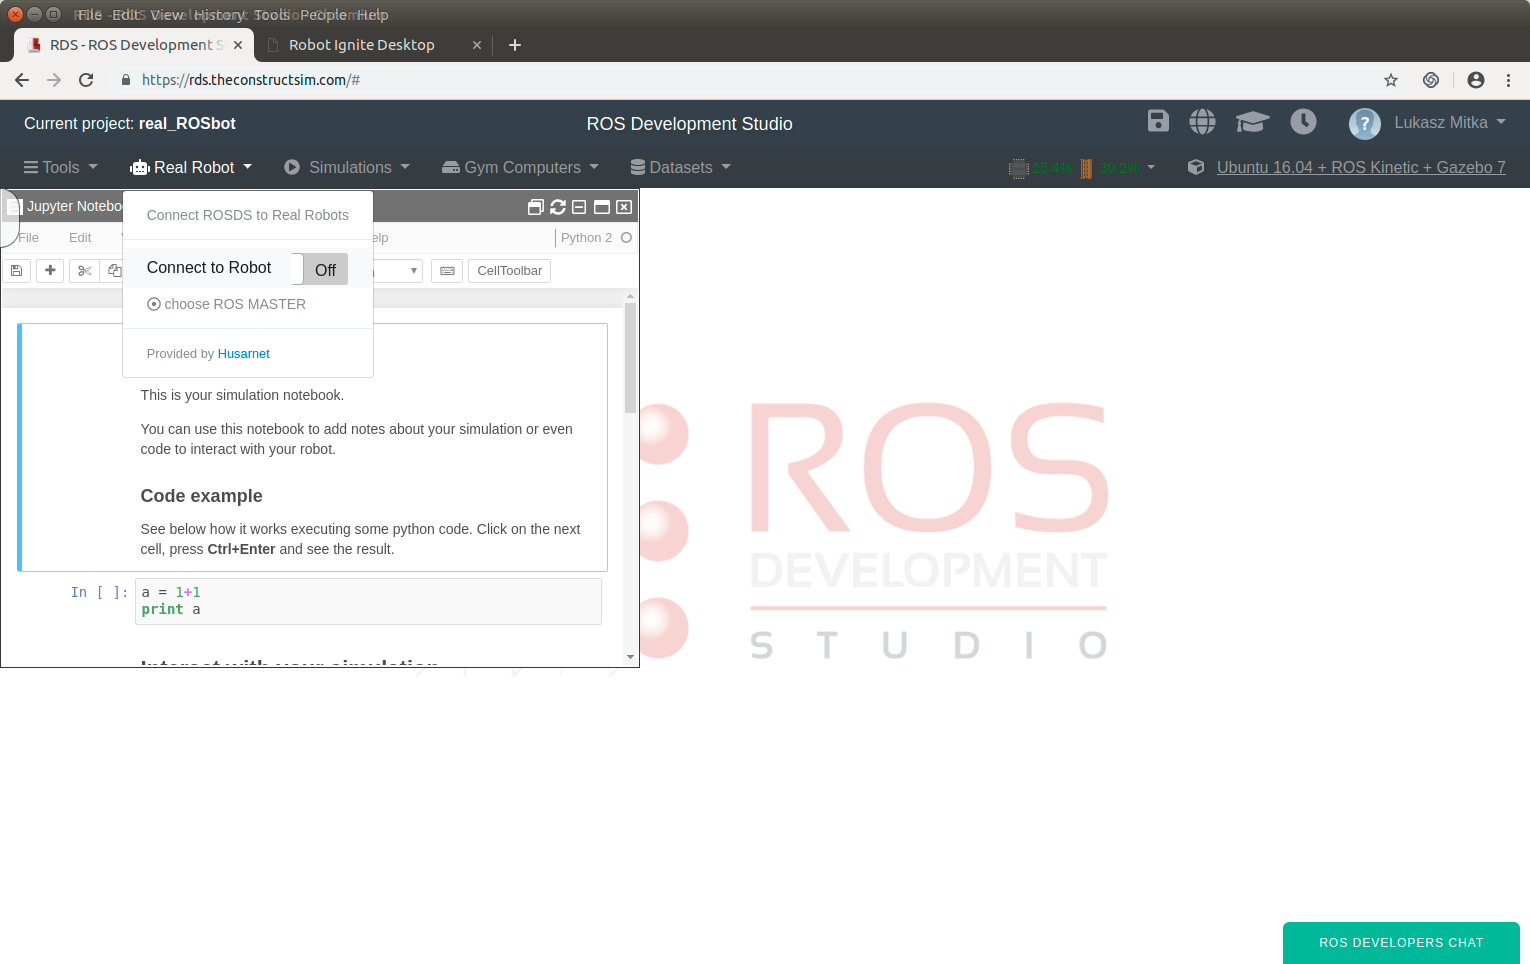 File Edit View History Tools People Help
RDS - ROS Development S
Robot Ignite Desktop
https://rds.theconstructsim.com/#
Current project: real_ROSbot
ROS Development Studio
Lukasz Mitka
Tools
Real Robot
Simulations
Gym Computers
Datasets
25.4%
30.2%
Ubuntu 16.04 + ROS Kinetic + Gazebo 7
Jupyter Notebo
Connect ROSDS to Real Robots
File
Edit
elp
Python 2
Connect to Robot
Off
CellToolbar
choose ROS MASTER
Provided by Husarnet
This is your simulation notebook.
You can use this notebook to add notes about your simulation or even
code to interact with your robot.
Code example
See below how it works executing some python code. Click on the next
cell, press Ctrl+Enter and see the result.
In [ ]:
a = 1+1
print a
Interact with your simulation
ROS
DEVELOPMENT
STUDIO
ROS DEVELOPERS CHAT